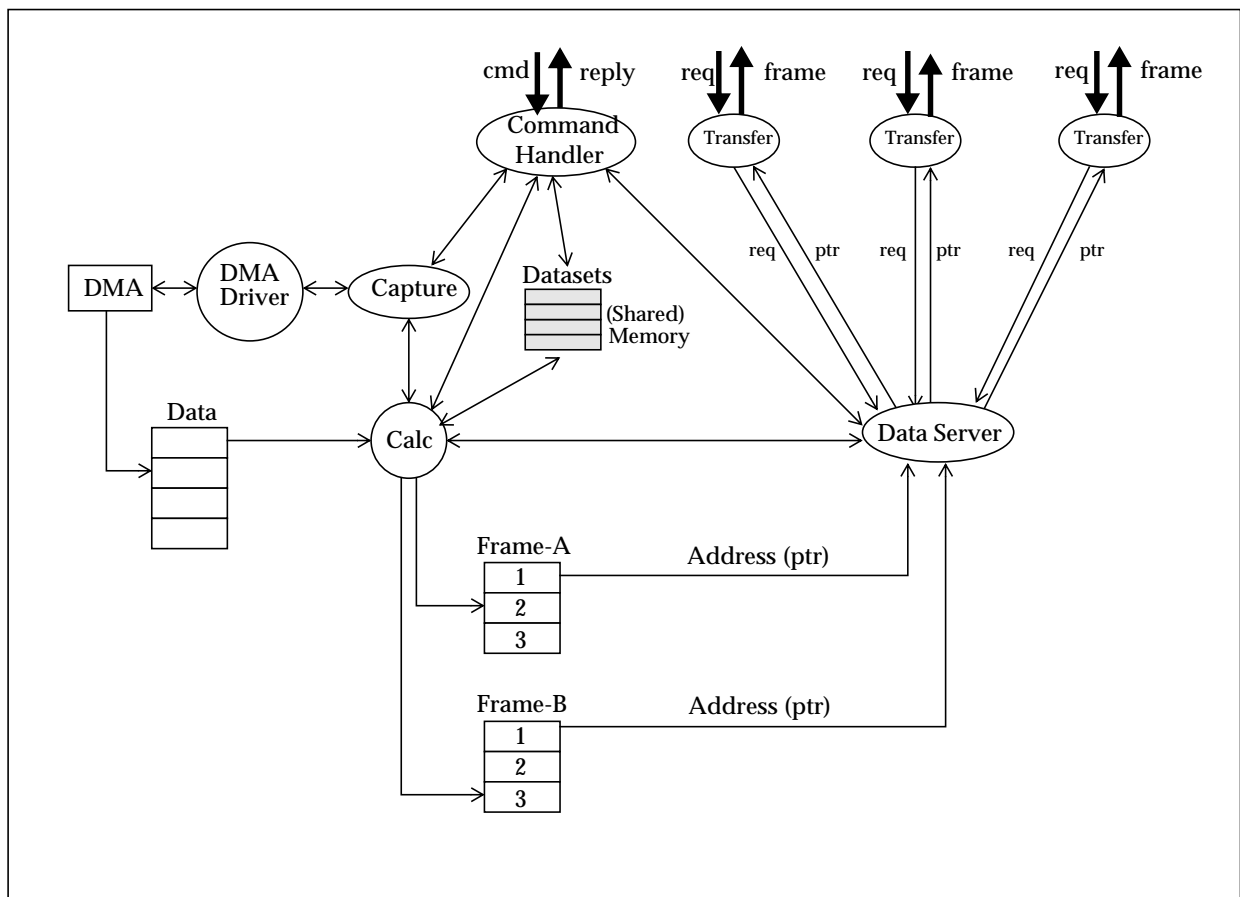 cmd reply req frame req frame req frame
Command
Handler
Transfer Transfer Transfer
req ptr req ptr req ptr
DMA
DMA
Driver
Capture
Datasets
(Shared)
Memory
Data
Calc
Data Server
Frame-A
1
2
3
Address (ptr)
Frame-B
1
2
3
Address (ptr)